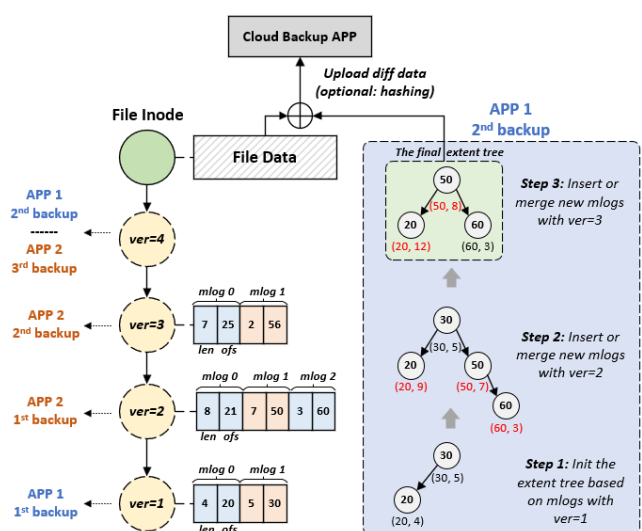 Cloud Backup APP
Upload diff data
(optional: hashing)
File Inode
File Data
APP 1
2nd backup
The final extent tree
50
(50, 8)
20
60
(20, 12)
(60, 3)
Step 3: Insert or
merge new mlogs
with ver=3
APP 1
2nd backup
------
APP 2
3rd backup
ver=4
mlog 0 mlog 1
APP 2
2nd backup
ver=3
7 25 2 56
len ofs
30
(30, 5)
20
50
(20, 9)
(50, 7)
60
(60, 3)
Step 2: Insert or
merge new mlogs
with ver=2
mlog 0 mlog 1 mlog 2
APP 2
1st backup
ver=2
8 21 7 50 3 60
len ofs
30
(30, 5)
20
(20, 4)
Step 1: Init the
extent tree based
on mlogs with
ver=1
mlog 0 mlog 1
APP 1
1st backup
ver=1
4 20 5 30
len ofs